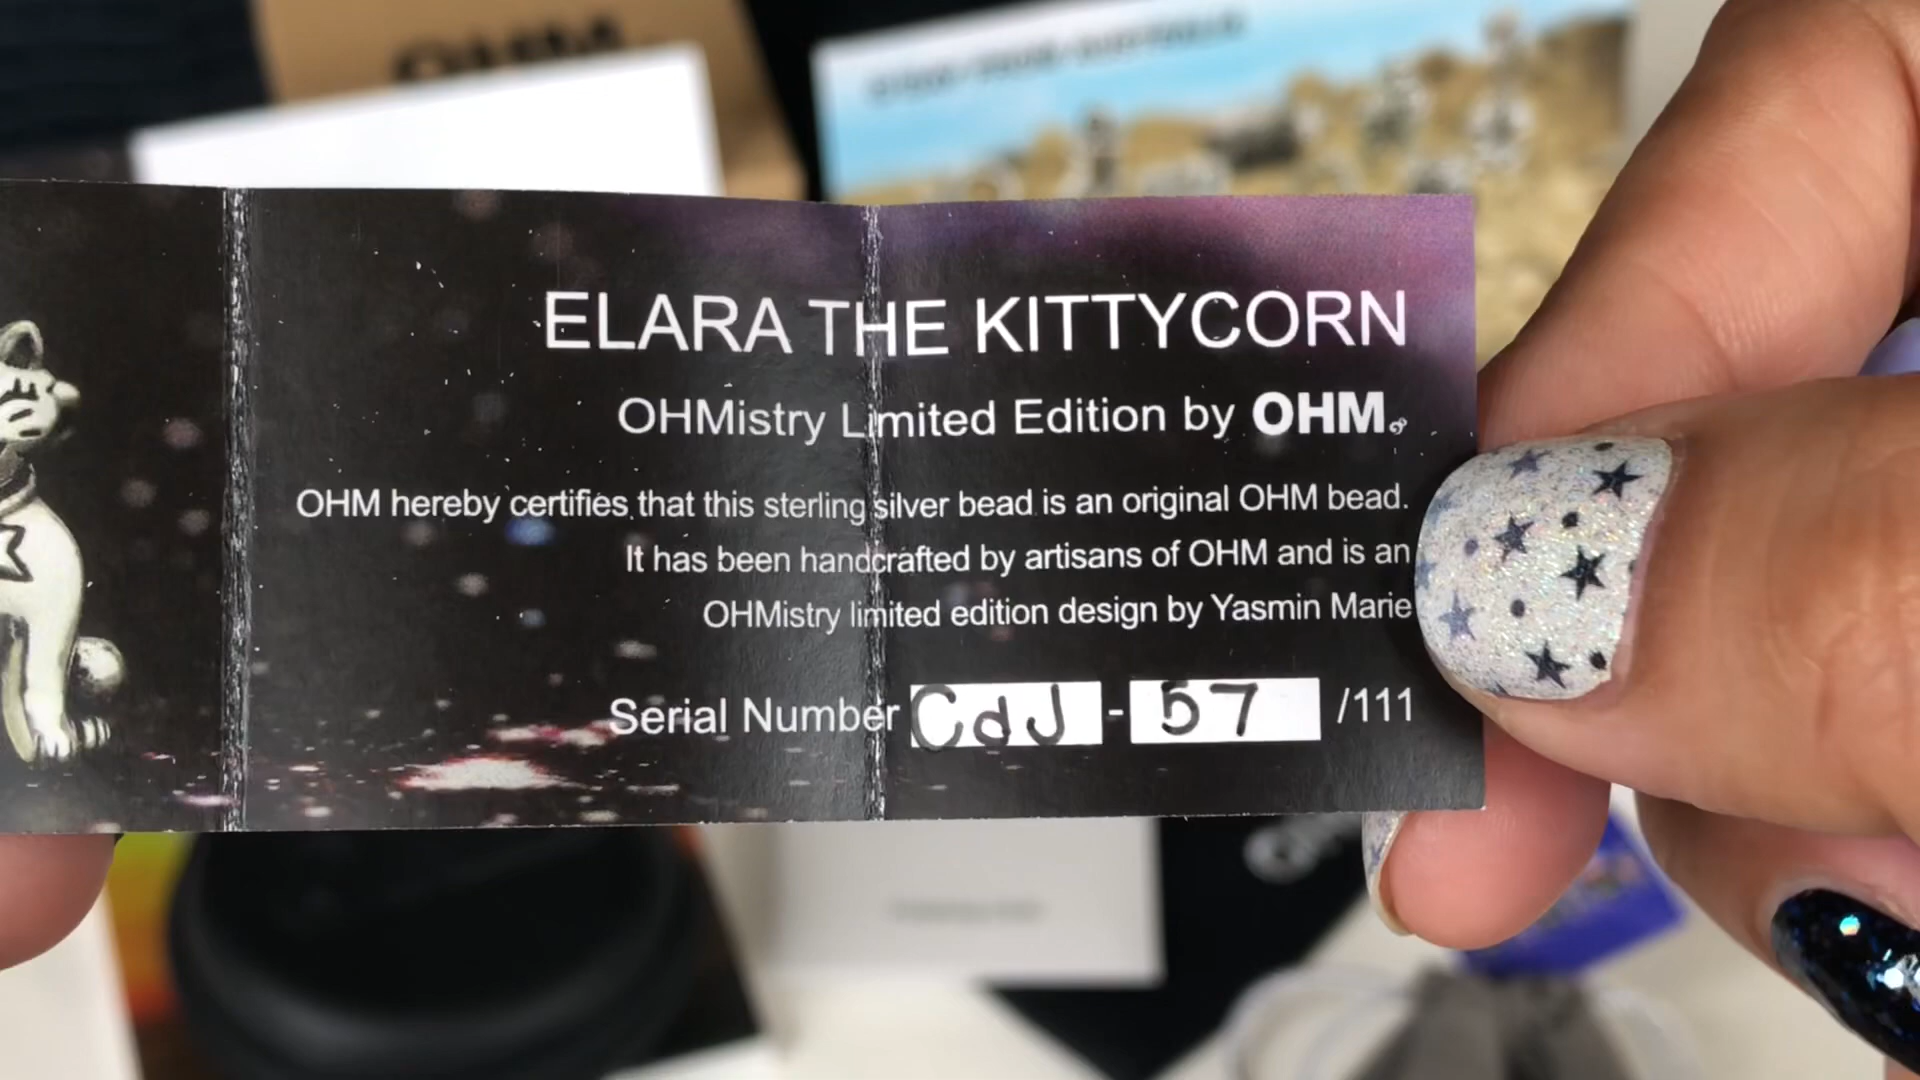 OHM
ELARA THE KITTYCORN
OHMistry Limited Edition by OHM
OHM hereby certifies that this sterling silver bead is an original OHM bead.
It has been handcrafted by artisans of OHM and is an
OHMistry limited edition design by Yasmin Marie
Serial Number CdJ - 57 /111